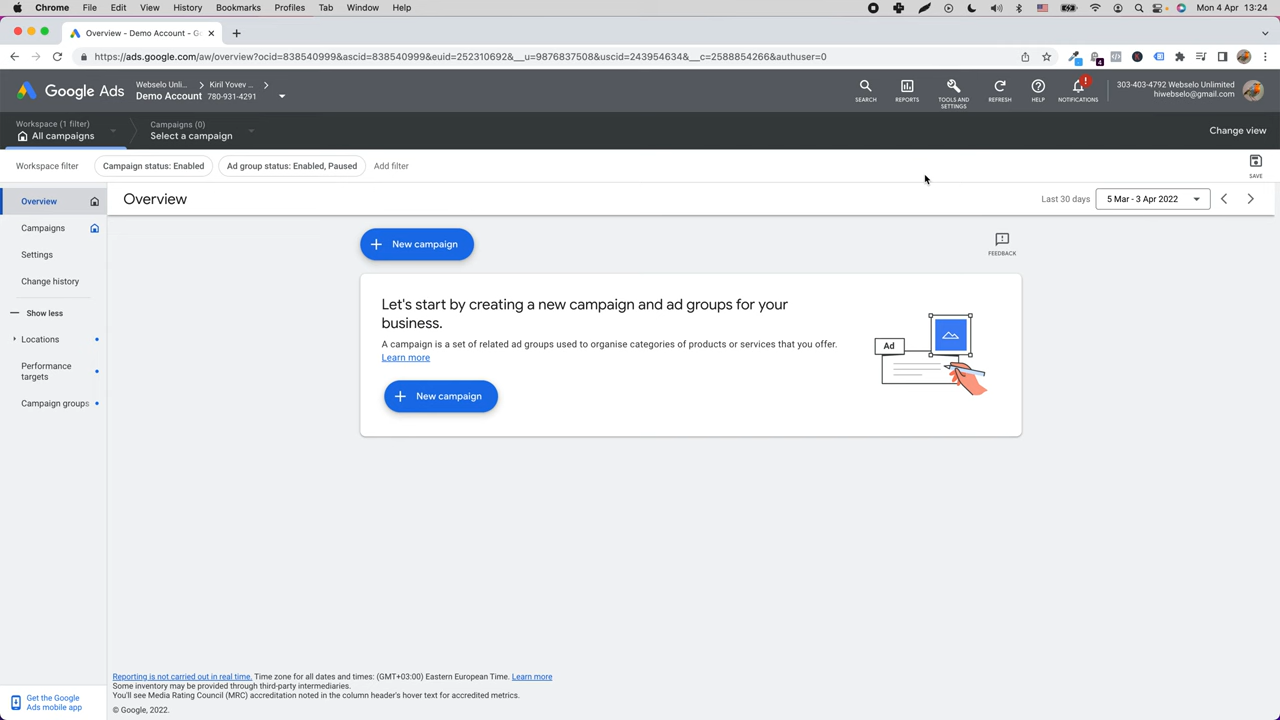 Chrome File Edit View History Bookmarks Profiles Tab Window Help Mon 4 Apr 13:24
Overview - Demo Account - G
https://ads.google.com/aw/overview?ocid=838540999&ascid=838540999&euid=252310692&__u=9876837508&uscid=243954634&__c=2588854266&authuser=0
Google Ads
Webselo Unli... Kiril Yovev ...
Demo Account 780-931-4291
SEARCH
REPORTS
TOOLS AND
SETTINGS
REFRESH
HELP
NOTIFICATIONS
303-403-4792 Webselo Unlimited
hiwebselo@gmail.com
Workspace (1 filter)
All campaigns
Campaigns (0)
Select a campaign
Change view
Workspace filter
Campaign status: Enabled
Ad group status: Enabled, Paused
Add filter
SAVE
Overview
Campaigns
Settings
Change history
Show less
Locations
Performance
targets
Campaign groups
Get the Google
Ads mobile app
Overview
Last 30 days
5 Mar - 3 Apr 2022
New campaign
FEEDBACK
Let's start by creating a new campaign and ad groups for your
business.
A campaign is a set of related ad groups used to organise categories of products or services that you offer.
Learn more
New campaign
Ad
Reporting is not carried out in real time. Time zone for all dates and times: (GMT+03:00) Eastern European Time. Learn more
Some inventory may be provided through third-party intermediaries.
You'll see Media Rating Council (MRC) accreditation noted in the column header's hover text for accredited metrics.
© Google, 2022.